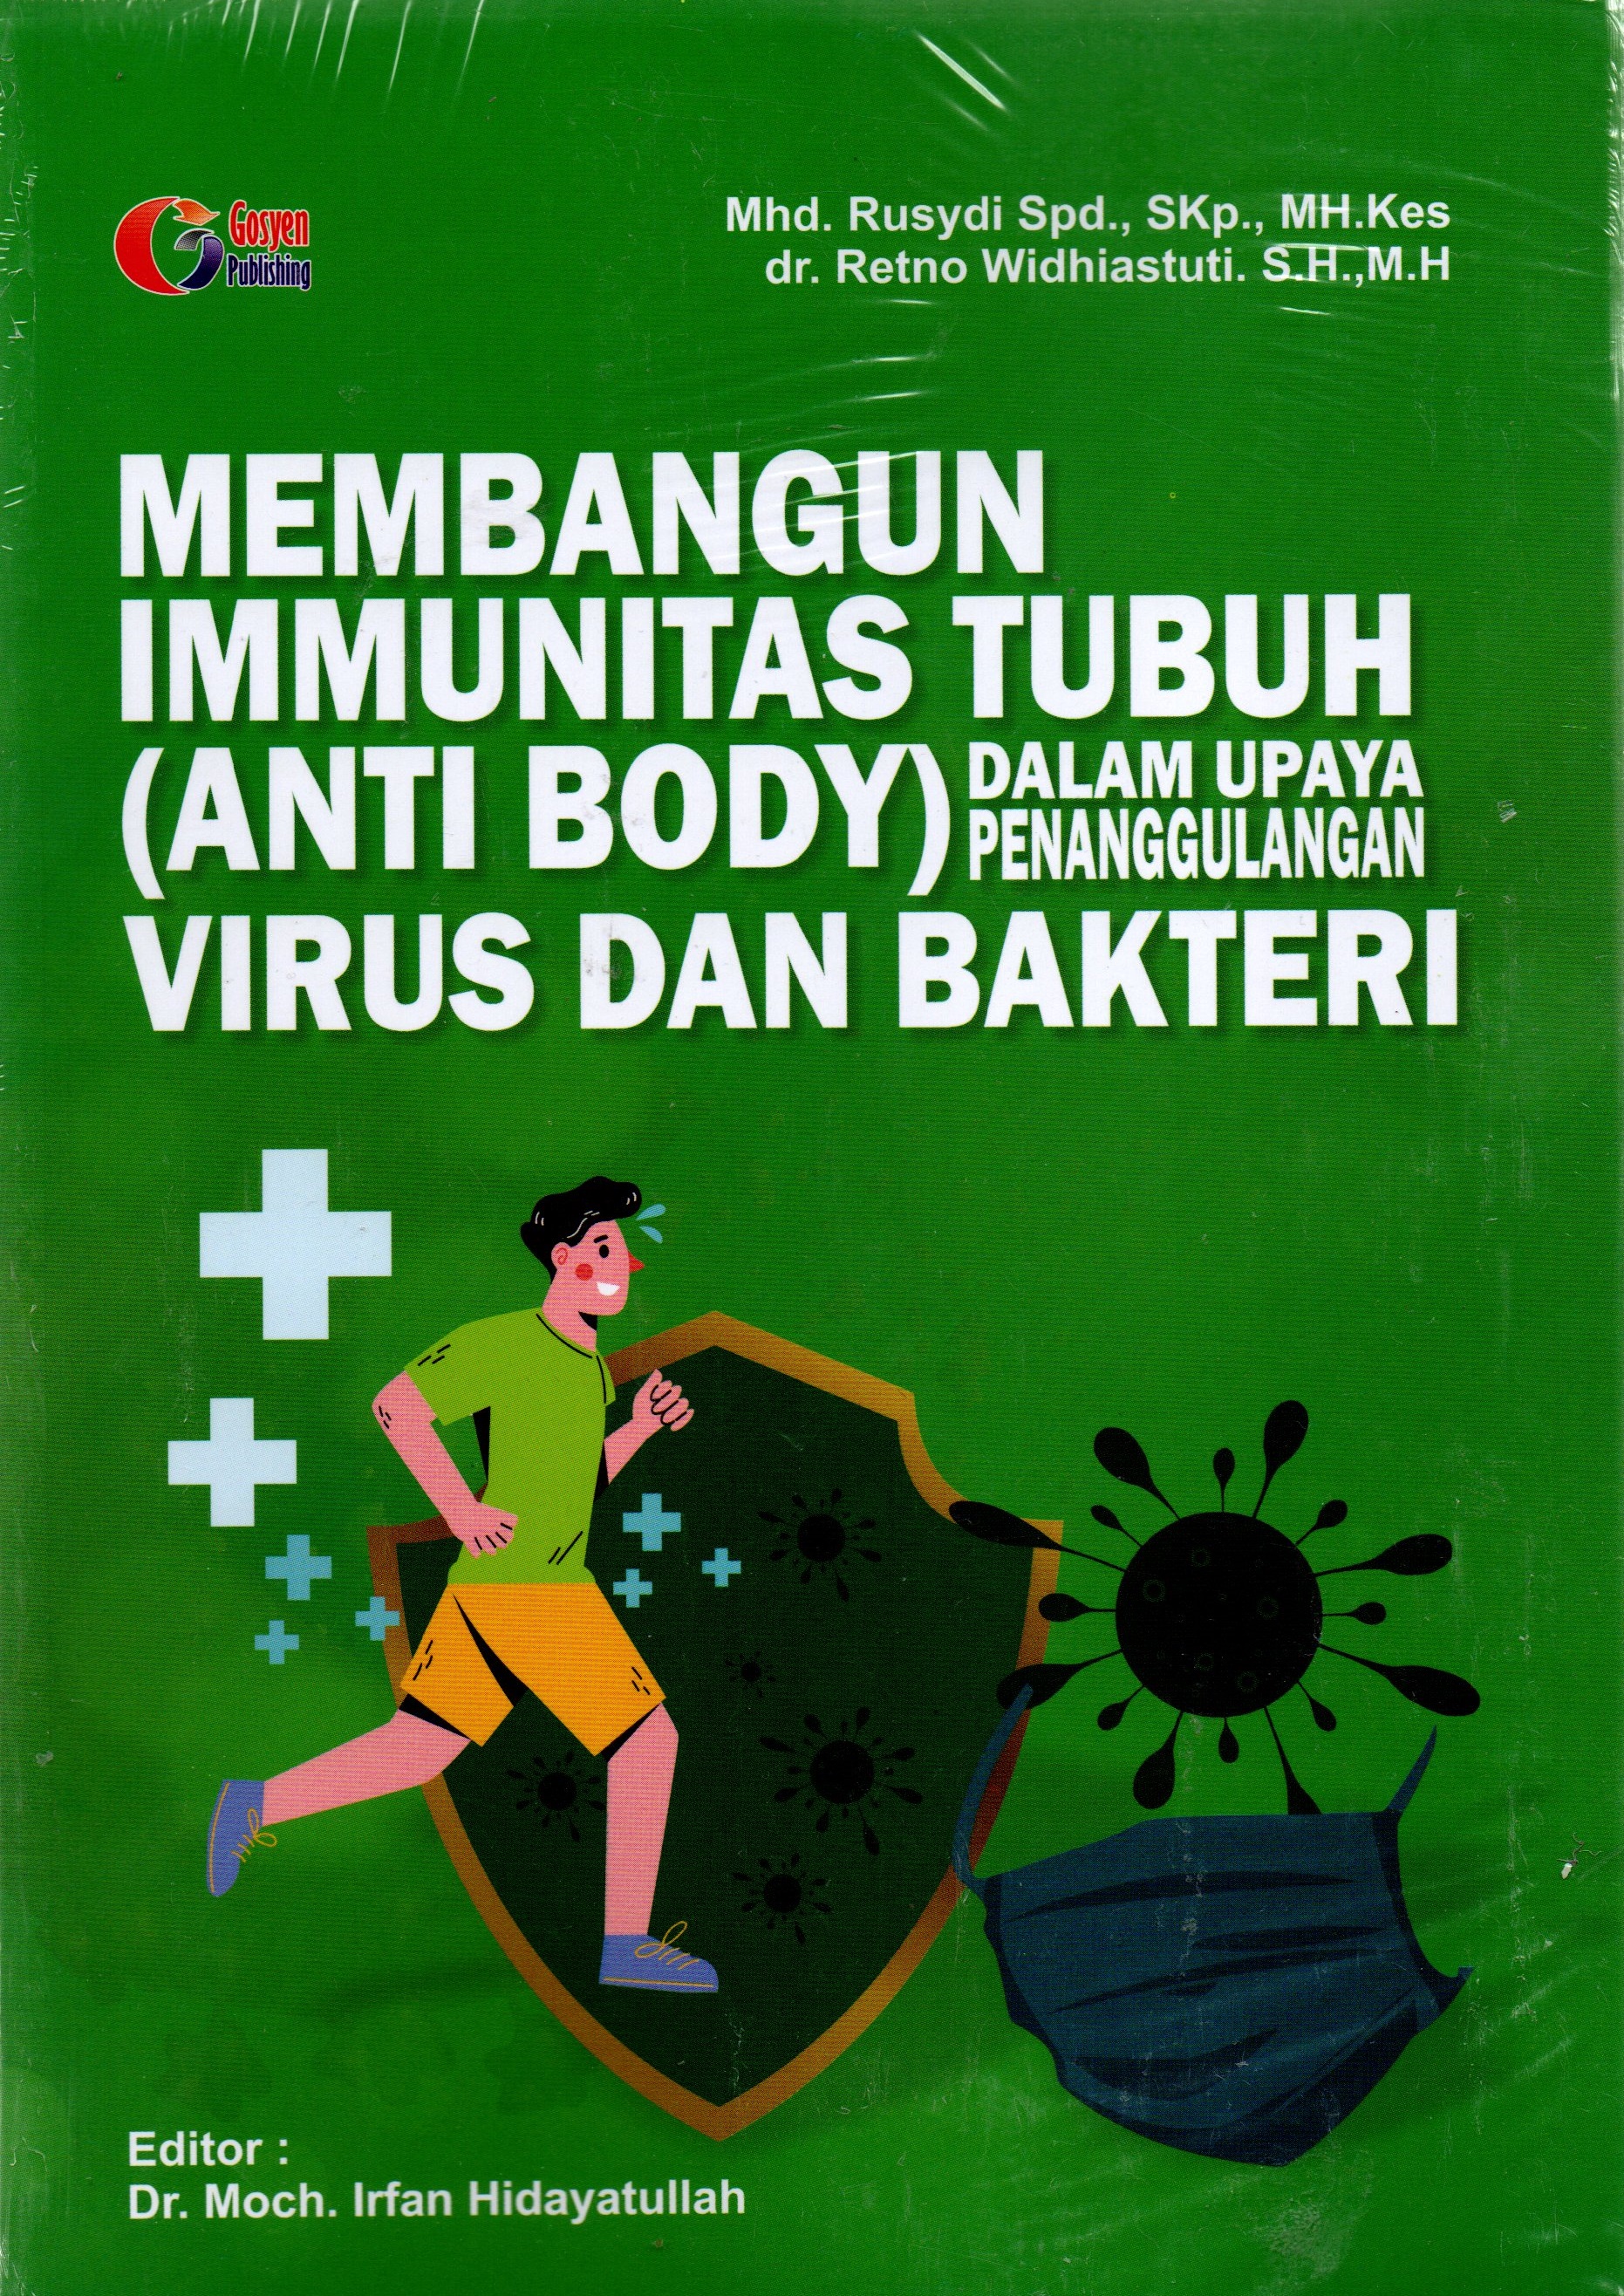 Gosyen
Publishing
Mhd. Rusydi Spd., SKp., MH.Kes
dr. Retno Widhiastuti. S.H.,M.H
MEMBANGUN
IMMUNITAS TUBUH
(ANTI BODY) DALAM UPAYA
PENANGGULANGAN
VIRUS DAN BAKTERI
Editor :
Dr. Moch. Irfan Hidayatullah